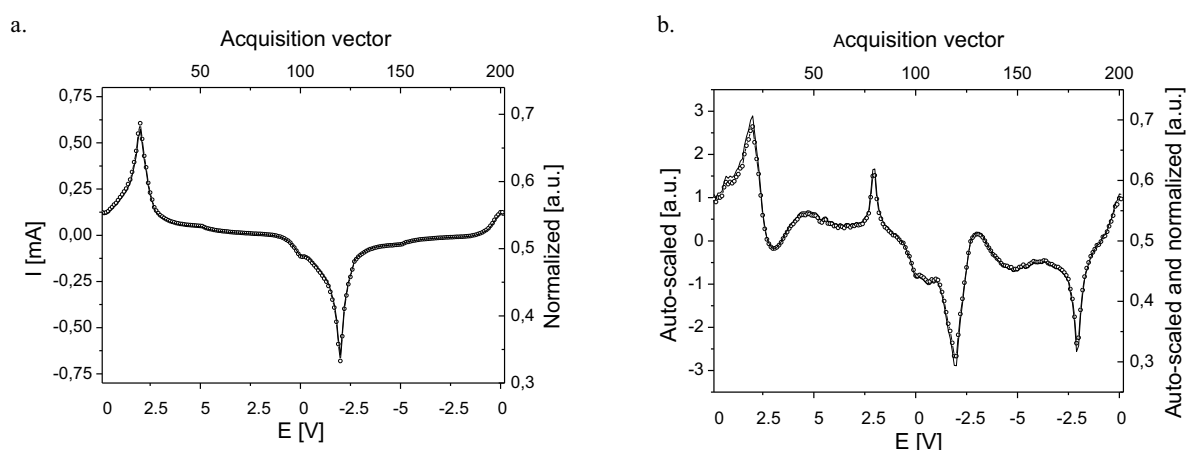 a.
Acquisition vector
50 100 150 200
0,75
0,50
0,25
0,00
-0,25
-0,50
-0,75
I [mA]
0,7
0,6
0,5
0,4
0,3
Normalized [a.u.]
0 2.5 5 2.5 0 -2.5 -5 -2.5 0
E [V]
b.
Acquisition vector
50 100 150 200
3
2
1
0
-1
-2
-3
Auto-scaled [a.u.]
0,7
0,6
0,5
0,4
0,3
Auto-scaled and normalized [a.u.]
0 2.5 5 2.5 0 -2.5 -5 -2.5 0
E [V]